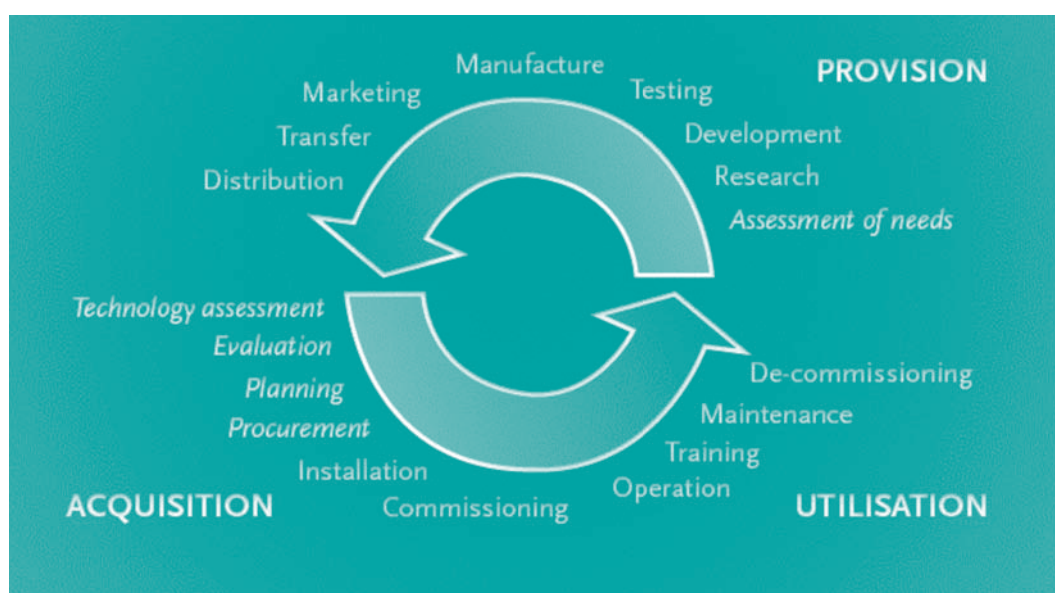 Manufacture
PROVISION
Marketing
Testing
Transfer
Development
Distribution
Research
Assessment of needs
Technology assessment
Evaluation
De-commissioning
Planning
Maintenance
Procurement
Training
Installation
Operation
ACQUISITION
Commissioning
UTILISATION